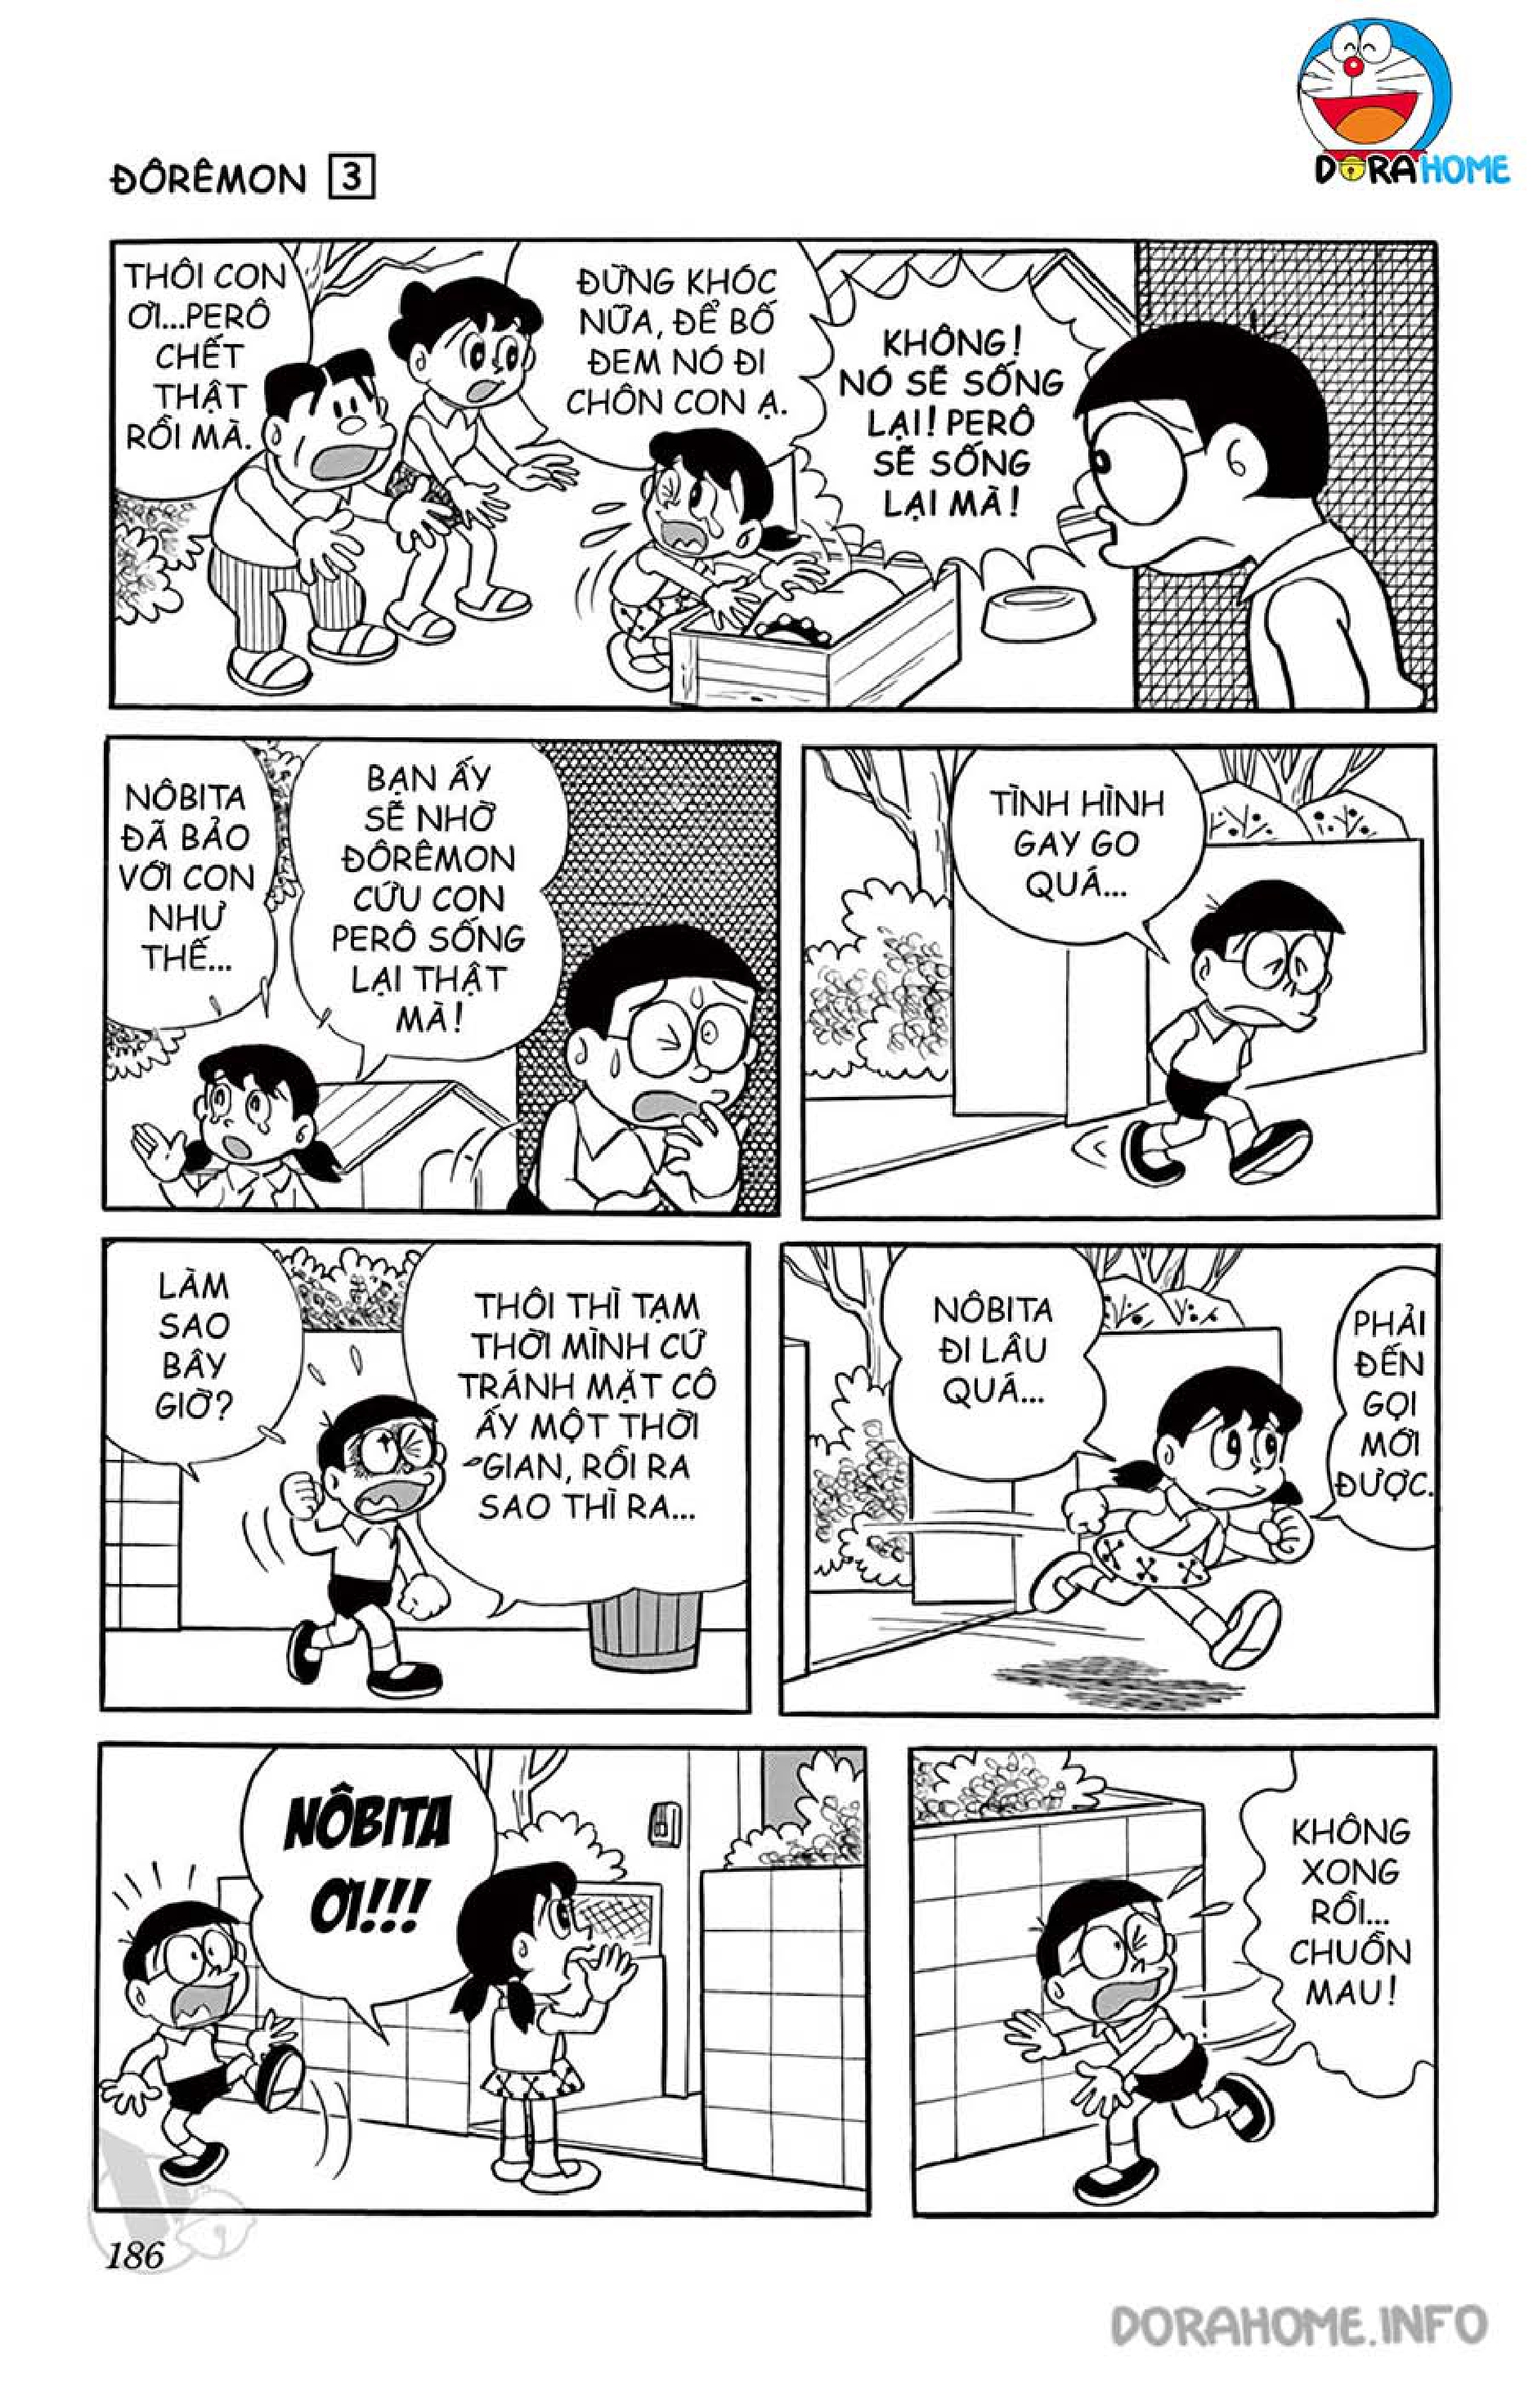 DORAHOME
ĐÔRÊMON 3
THÔI CON
ƠI...PERÔ
CHẾT
THẬT
RỒI MÀ.
ĐỪNG KHÓC
NỮA, ĐỂ BỐ
ĐEM NÓ ĐI
CHÔN CON Ạ.
KHÔNG!
NÓ SẼ SỐNG
LẠI! PERÔ
SẼ SỐNG
LẠI MÀ!
NÔBITA
ĐÃ BẢO
VỚI CON
NHƯ
THẾ...
BẠN ẤY
SẼ NHỜ
ĐÔRÊMON
CỨU CON
PERÔ SỐNG
LẠI THẬT
MÀ!
TÌNH HÌNH
GAY GO
QUÁ...
LÀM
SAO
BÂY
GIỜ?
THÔI THÌ TẠM
THỜI MÌNH CỨ
TRÁNH MẶT CÔ
ẤY MỘT THỜI
GIAN, RỒI RA
SAO THÌ RA...
NÔBITA
ĐI LÂU
QUÁ...
PHẢI
ĐẾN
GỌI
MỚI
ĐƯỢC.
NÔBITA
ƠI!!!
KHÔNG
XONG
RỒI...
CHUỒN
MAU!
186
DORAHOME.INFO